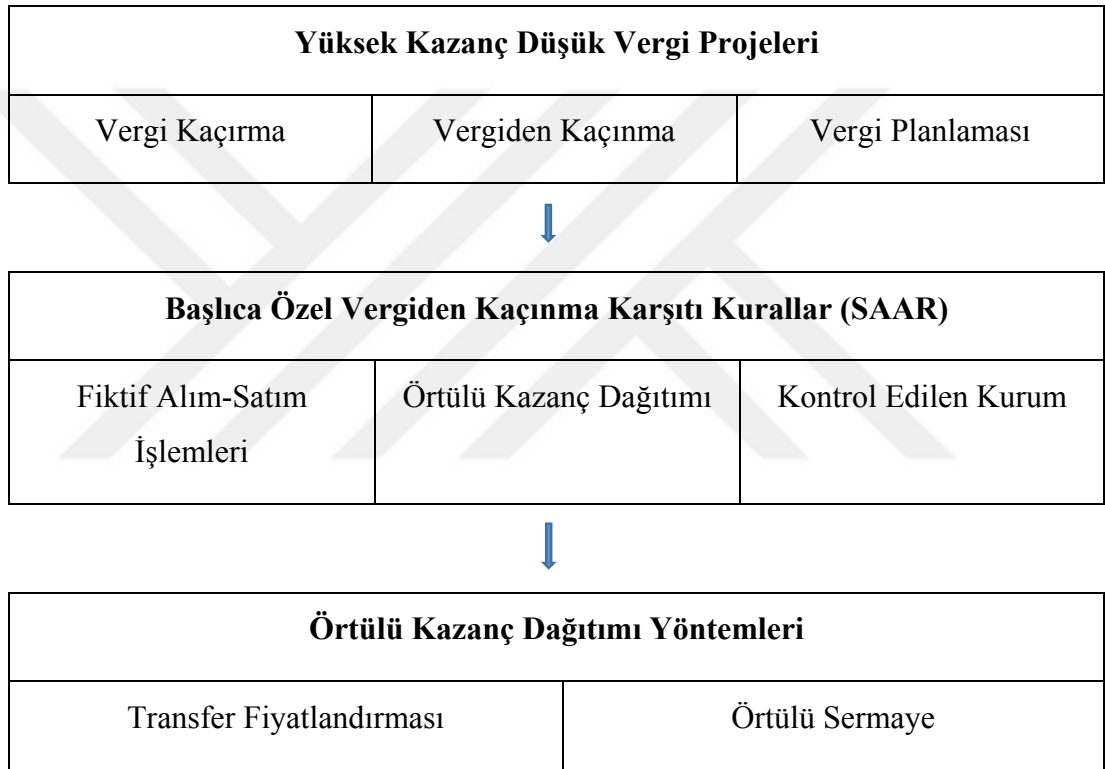 Yüksek Kazanç Düşük Vergi Projeleri
Vergi Kaçırma
Vergiden Kaçınma
Vergi Planlaması
Başlıca Özel Vergiden Kaçınma Karşıtı Kurallar (SAAR)
Fiktif Alım-Satım
İşlemleri
Örtülü Kazanç Dağıtımı
Kontrol Edilen Kurum
Örtülü Kazanç Dağıtımı Yöntemleri
Transfer Fiyatlandırması
Örtülü Sermaye